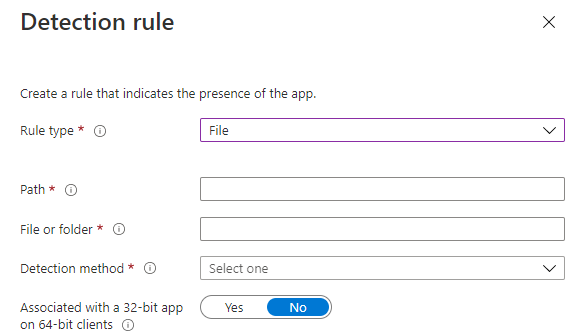 Detection rule
Create a rule that indicates the presence of the app.
Rule type *
File
Path *
File or folder *
Detection method *
Select one
Associated with a 32-bit app
on 64-bit clients
Yes No